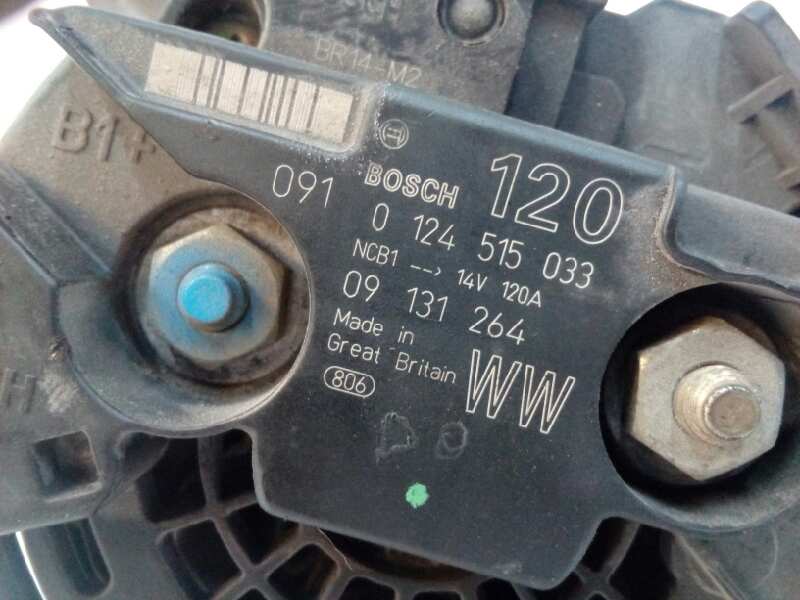 BR14-M2
B1+
BOSCH
120
091
0 124 515 033
NCB1 --> 14V 120A
09 131 264
Made in
Great Britain
WW
806
H